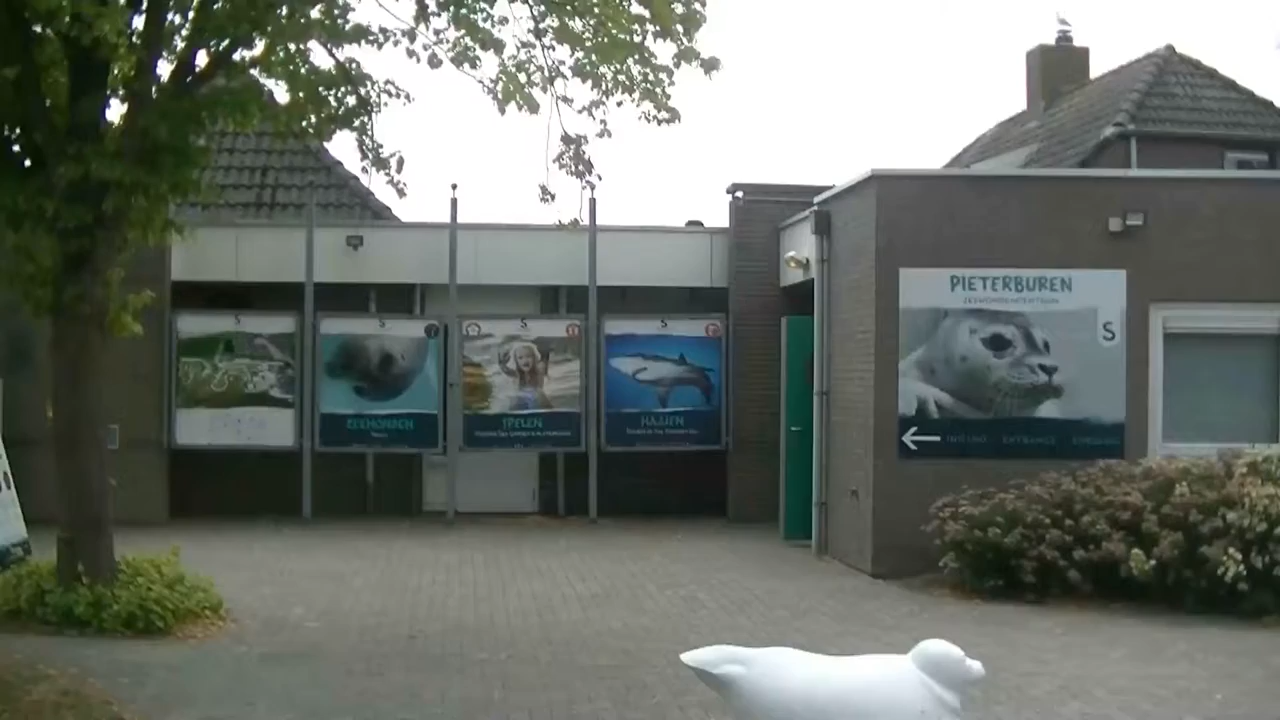 S
S
ZEEHONDEN
S
SPELEN
S
HAAIEN
PIETERBUREN
ZEEHONDENCENTRUM
S
INGANG ENTRANCE EINGANG